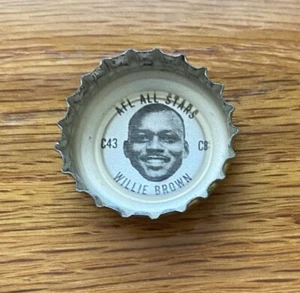 AFL ALL STARS
C43
CB
WILLIE BROWN